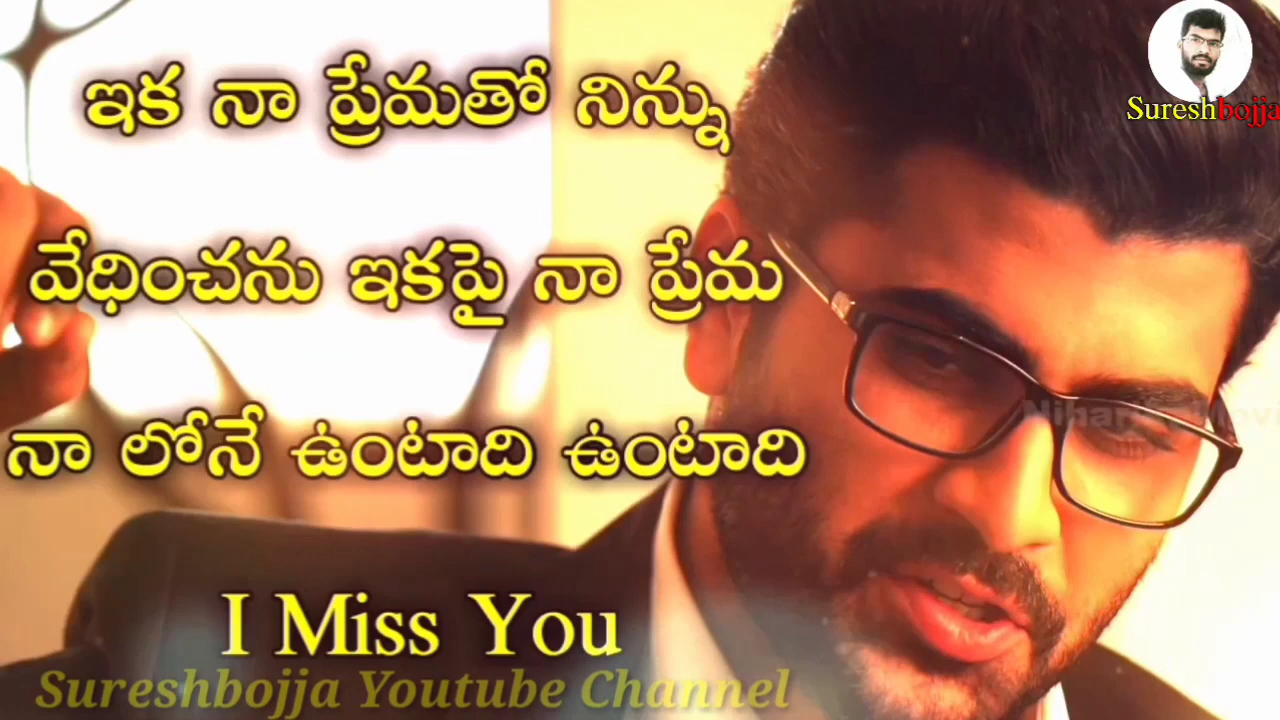 Sureshbojja
ఇక నా ప్రేమతో నిన్ను
వేధించను ఇకపై నా ప్రేమ
నా లోనే ఉంటాది ఉంటాది
I Miss You
Sureshbojja Youtube Channel